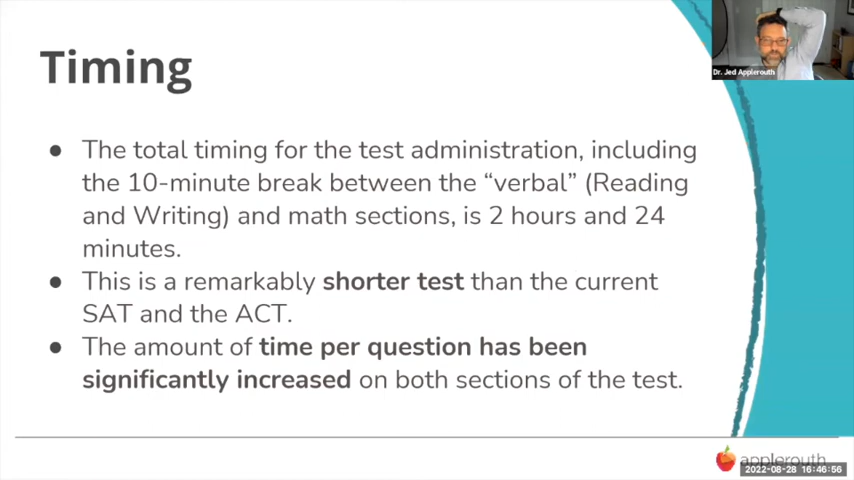 Timing
Dr. Jed Applerouth
● The total timing for the test administration, including
the 10-minute break between the “verbal” (Reading
and Writing) and math sections, is 2 hours and 24
minutes.
● This is a remarkably shorter test than the current
SAT and the ACT.
● The amount of time per question has been
significantly increased on both sections of the test.
applerouth
2022-08-28 16:46:56